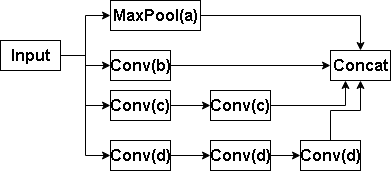 MaxPool(a)
Input
Conv(b)
Concat
Conv(c)
Conv(c)
Conv(d)
Conv(d)
Conv(d)